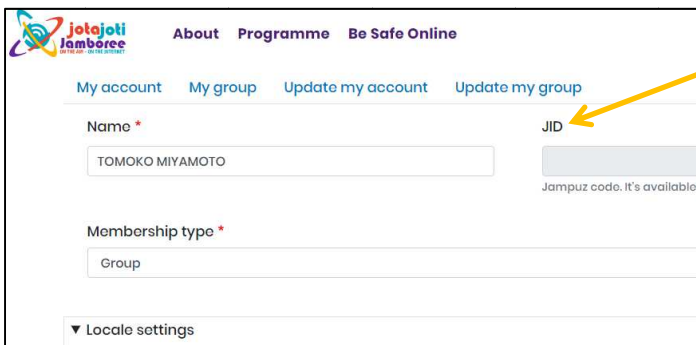 jotajoti
Jamboree
ON THE AIR - ON THE INTERNET
About Programme Be Safe Online
My account My group Update my account Update my group
Name * JID
TOMOKO MIYAMOTO
Jampuz code. It's available
Membership type *
Group
▼ Locale settings